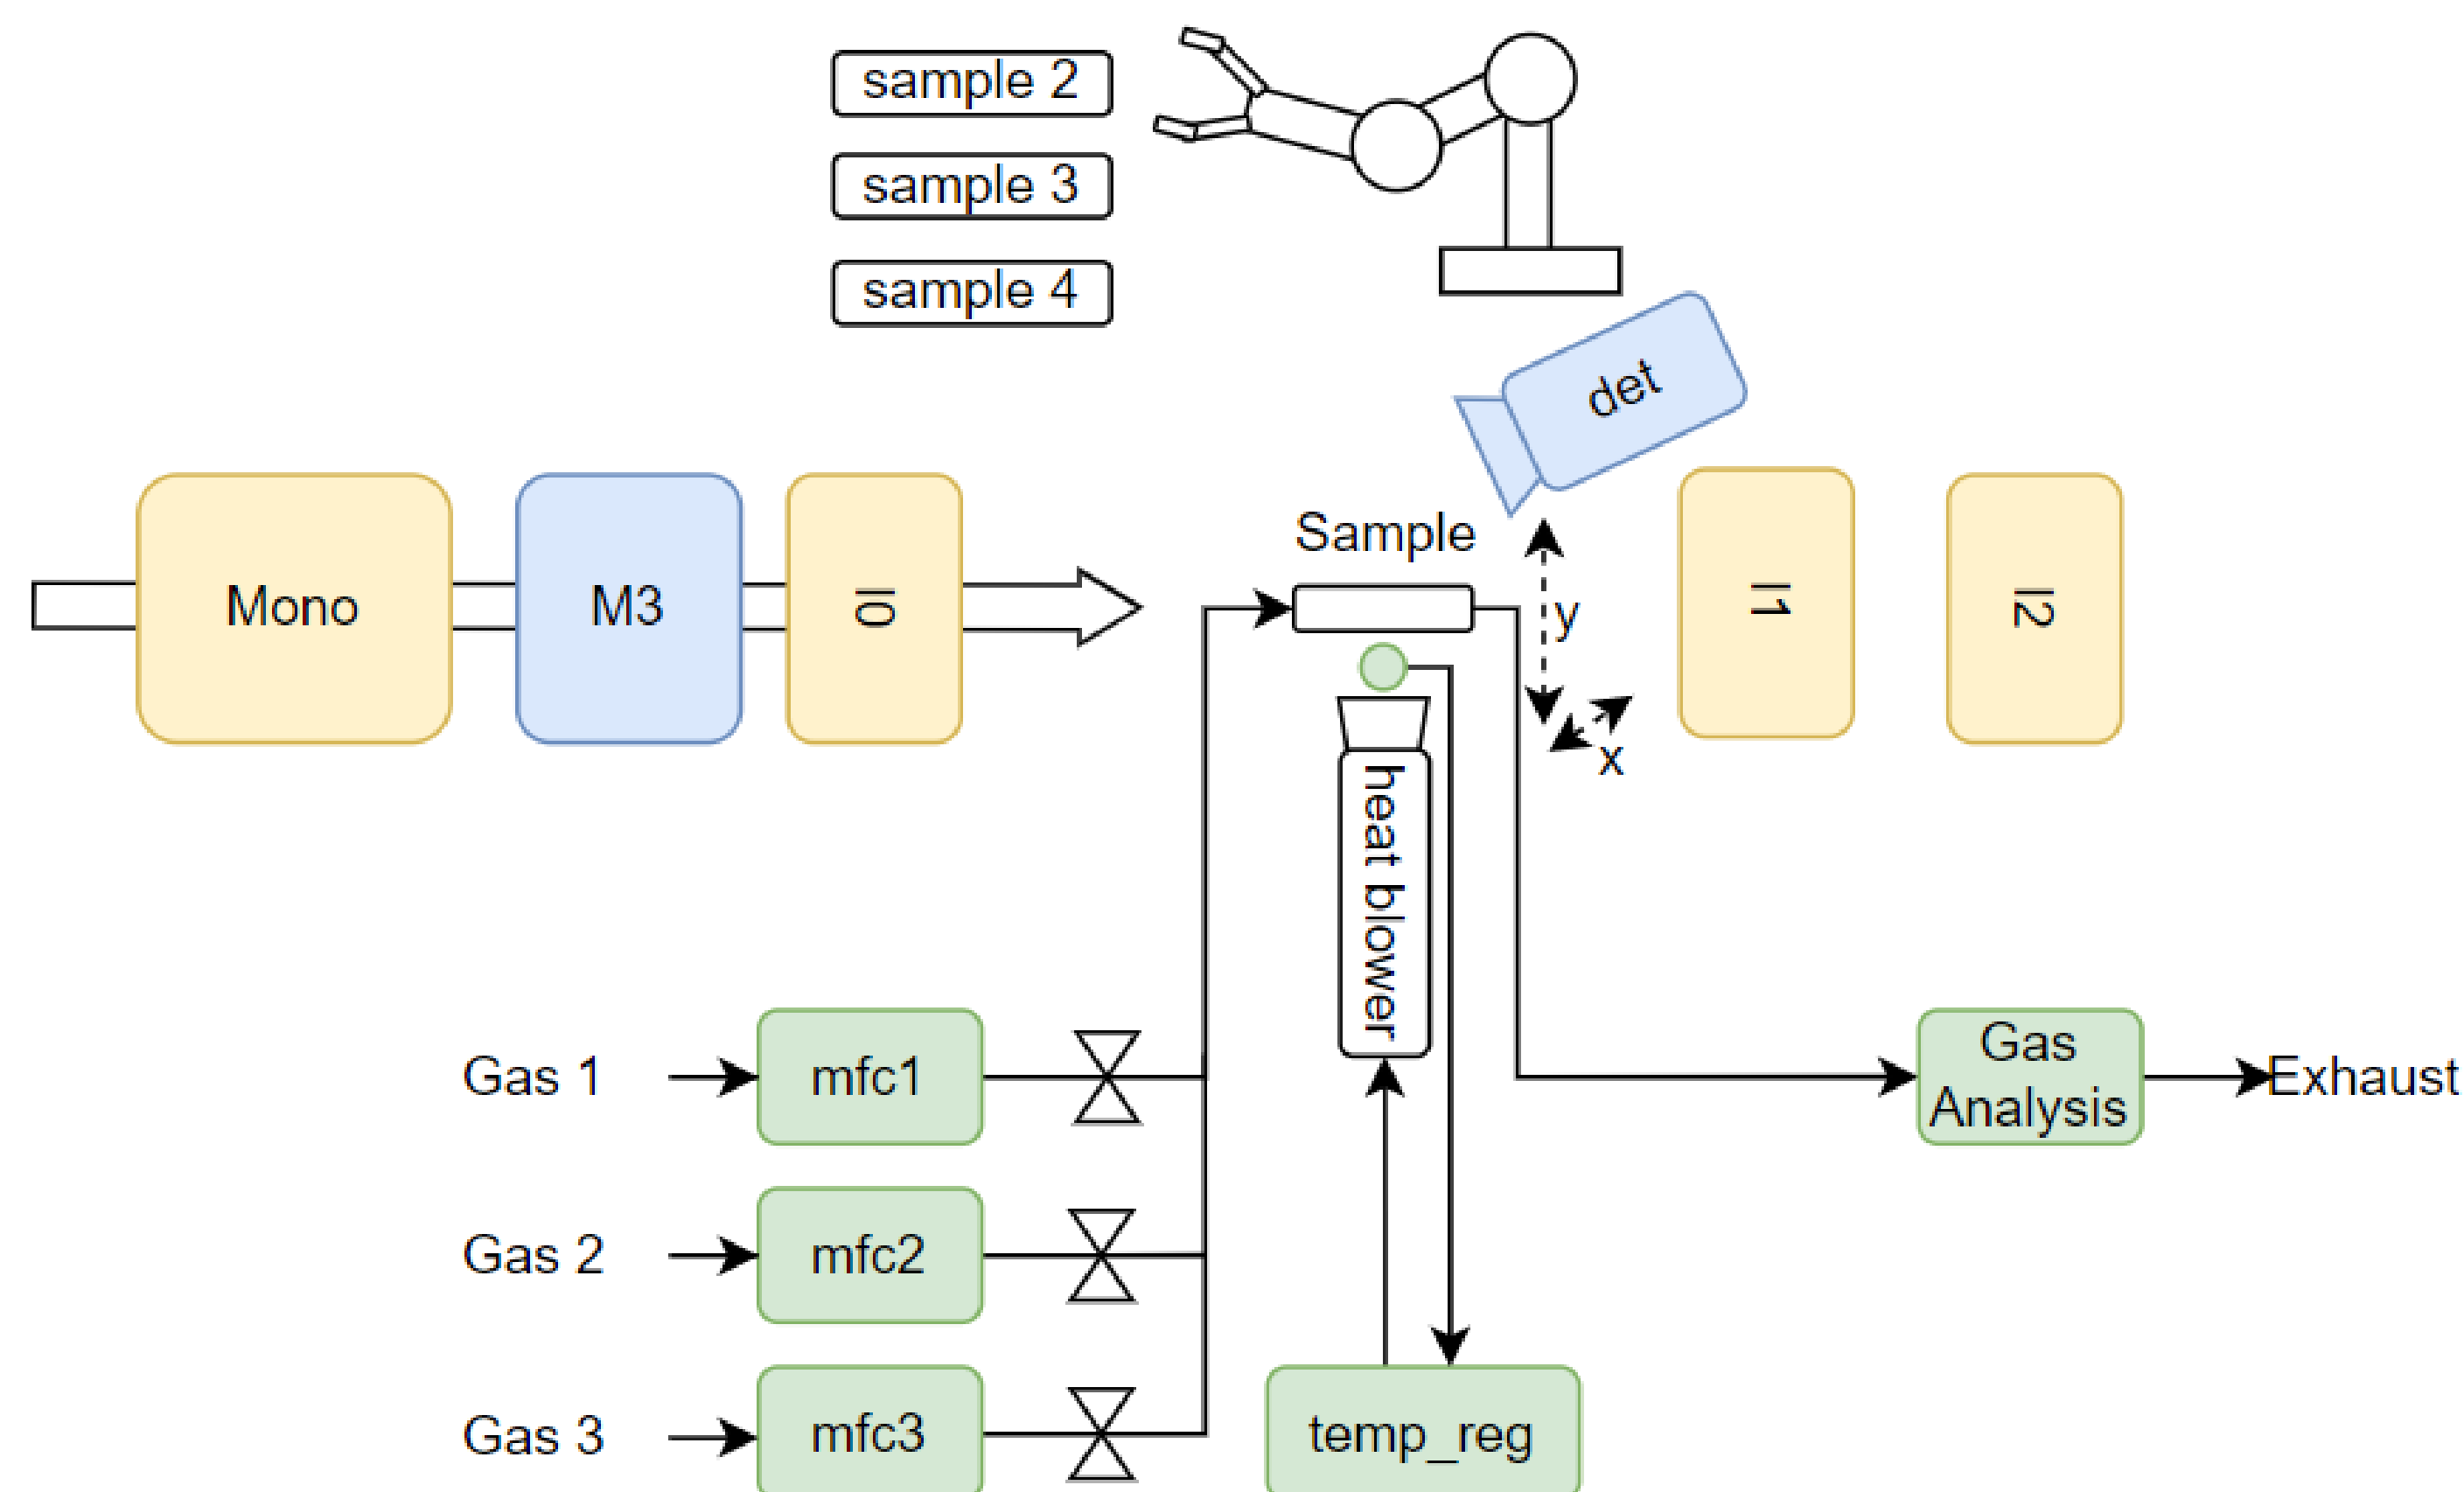 sample 2
sample 3
sample 4
det
Sample
Mono
M3
I0
y
I1
I2
x
heat blower
Gas 1
mfc1
Gas
Analysis
Exhaust
Gas 2
mfc2
Gas 3
mfc3
temp_reg